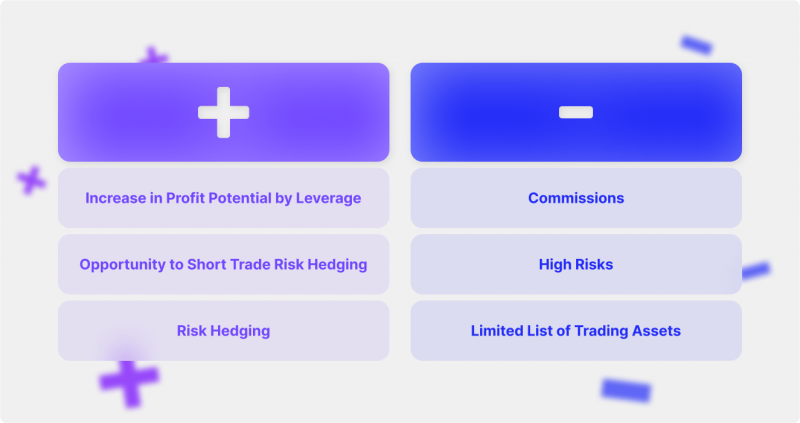 +
-
Increase in Profit Potential by Leverage
Commissions
Opportunity to Short Trade Risk Hedging
High Risks
Risk Hedging
Limited List of Trading Assets